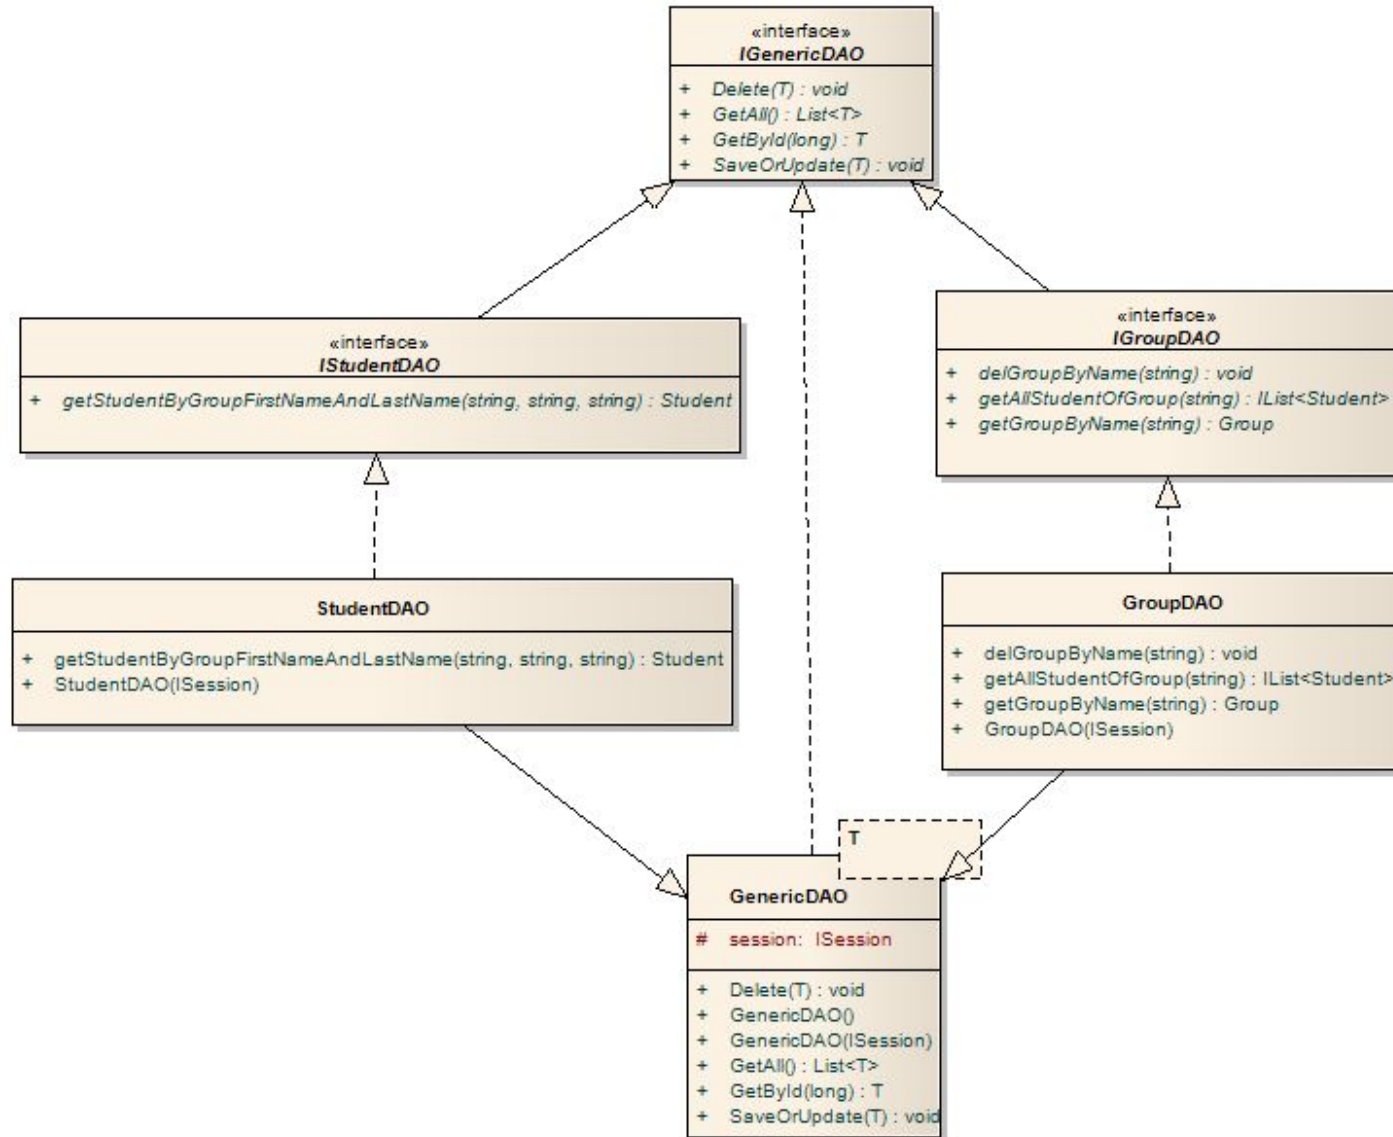 «interface»
IGenericDAO
+ Delete(T) : void
+ GetAll() : List<T>
+ GetById(long) : T
+ SaveOrUpdate(T) : void
«interface»
IStudentDAO
+ getStudentByGroupFirstNameAndLastName(string, string, string) : Student
«interface»
IGroupDAO
+ delGroupByName(string) : void
+ getAllStudentOfGroup(string) : IList<Student>
+ getGroupByName(string) : Group
StudentDAO
+ getStudentByGroupFirstNameAndLastName(string, string, string) : Student
+ StudentDAO(ISession)
GroupDAO
+ delGroupByName(string) : void
+ getAllStudentOfGroup(string) : IList<Student>
+ getGroupByName(string) : Group
+ GroupDAO(ISession)
T
GenericDAO
# session: ISession
+ Delete(T) : void
+ GenericDAO()
+ GenericDAO(ISession)
+ GetAll() : List<T>
+ GetById(long) : T
+ SaveOrUpdate(T) : void